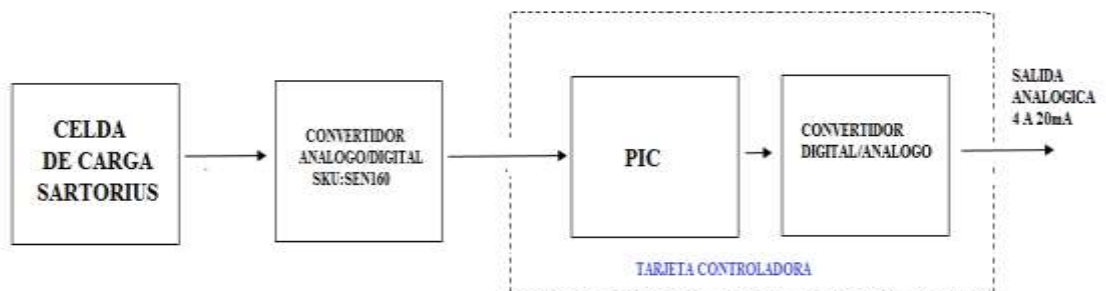 CELDA
DE CARGA
SARTORIUS
CONVERTIDOR
ANALOGO/DIGITAL
SKU:SEN160
PIC
CONVERTIDOR
DIGITAL/ANALOGO
SALIDA
ANALOGICA
4 A 20mA
TARJETA CONTROLADORA